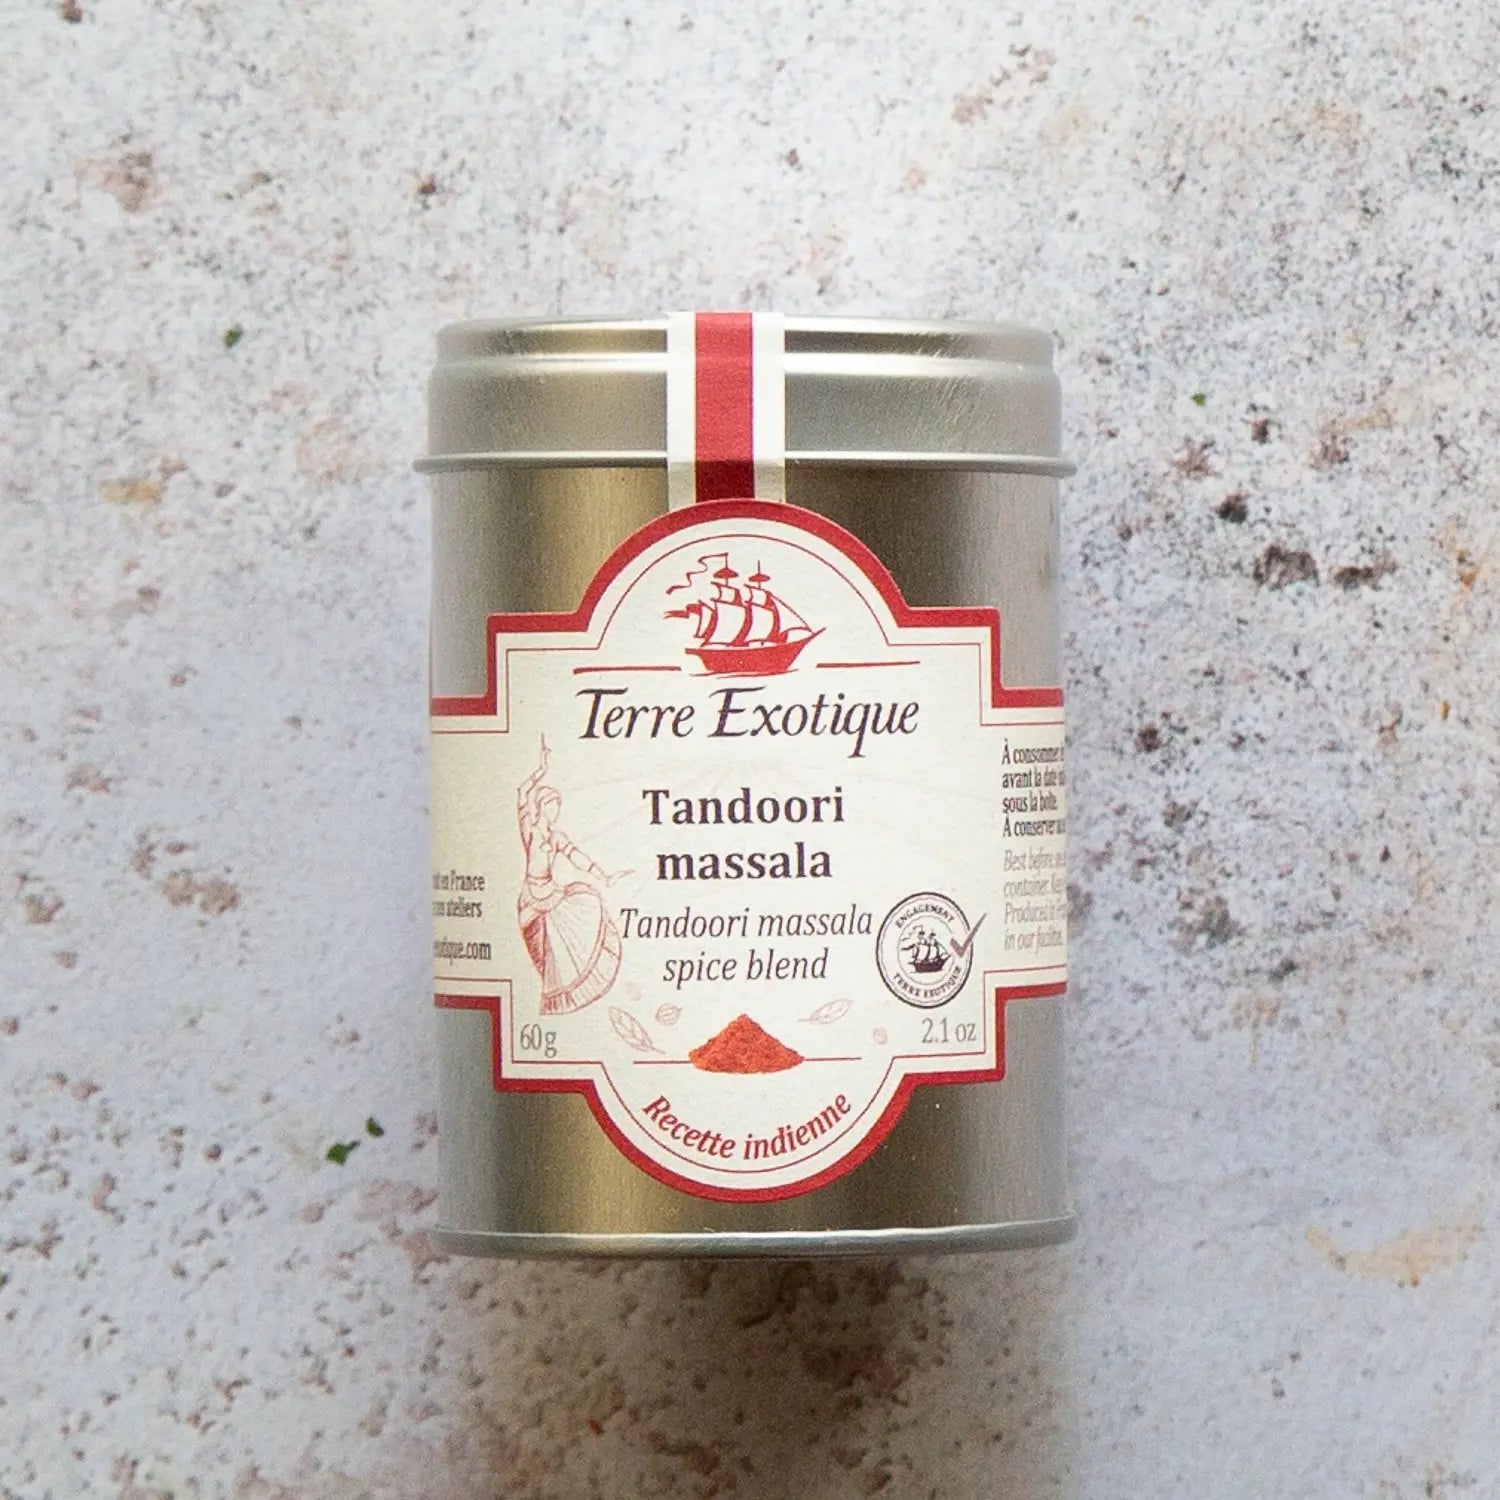 Terre Exotique
Tandoori
massala
Tandoori massala
spice blend
ENGAGEMENT
TERRE EXOTIQUE
60g
2.1 oz
Recette indienne
en France
ateliers
.com
À consommer
avant la date
sous la boîte.
À conserver
Best before
container.
Produced in
in our facilities.